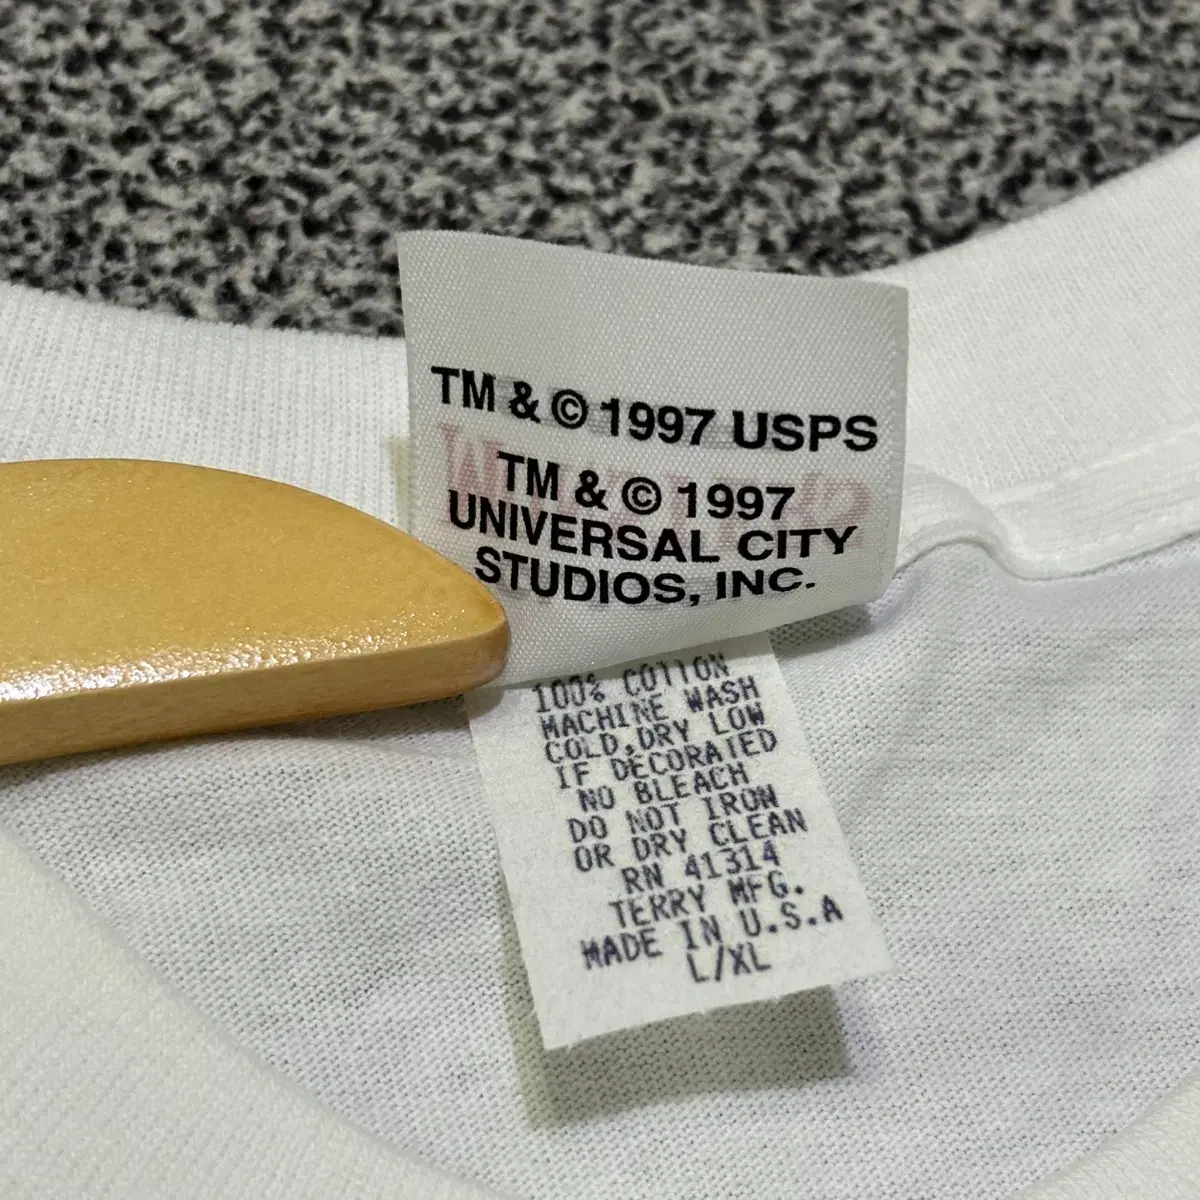 TM & © 1997 USPS
TM & © 1997
UNIVERSAL CITY
STUDIOS, INC.
100% COTTON
MACHINE WASH
COLD, DRY LOW
IF DECORATED
NO BLEACH
DO NOT IRON
OR DRY CLEAN
RN 41314
TERRY MFG.
MADE IN U.S.A
L/XL